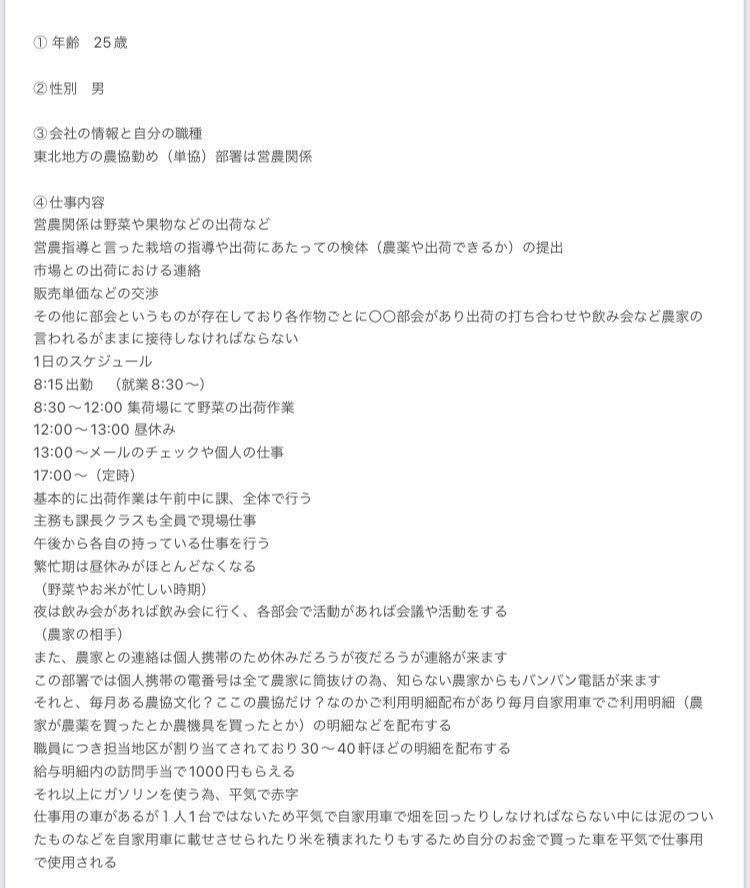 ① 年齢　25歳
②性別　男
③会社の情報と自分の職種
東北地方の農協勤め（単協）部署は営農関係
④仕事内容
営農関係は野菜や果物などの出荷など
営農指導と言った栽培の指導や出荷にあたっての検体（農薬や出荷できるか）の提出
市場との出荷における連絡
販売単価などの交渉
その他に部会というものが存在しており各作物ごとに〇〇部会があり出荷の打ち合わせや飲み会など農家の
言われるがままに接待しなければならない
1日のスケジュール
8:15出勤　（就業8:30～）
8:30～12:00 集荷場にて野菜の出荷作業
12:00～13:00 昼休み
13:00～メールのチェックや個人の仕事
17:00～（定時）
基本的に出荷作業は午前中に課、全体で行う
主務も課長クラスも全員で現場仕事
午後から各自の持っている仕事を行う
繁忙期は昼休みがほとんどなくなる
（野菜やお米が忙しい時期）
夜は飲み会があれば飲み会に行く、各部会で活動があれば会議や活動をする
（農家の相手）
また、農家との連絡は個人携帯のため休みだろうが夜だろうが連絡が来ます
この部署では個人携帯の電番号は全て農家に筒抜けの為、知らない農家からもバンバン電話が来ます
それと、毎月ある農協文化？ここの農協だけ？なのかご利用明細配布があり毎月自家用車でご利用明細（農
家が農薬を買ったとか農機具を買ったとか）の明細などを配布する
職員につき担当地区が割り当てされており30～40軒ほどの明細を配布する
給与明細内の訪問手当で1000円もらえる
それ以上にガソリンを使う為、平気で赤字
仕事用の車があるが１人1台ではないため平気で自家用車で畑を回ったりしなければならない中には泥のつい
たものなどを自家用車に載せさせられたり米を積まれたりもするため自分のお金で買った車を平気で仕事用
で使用される